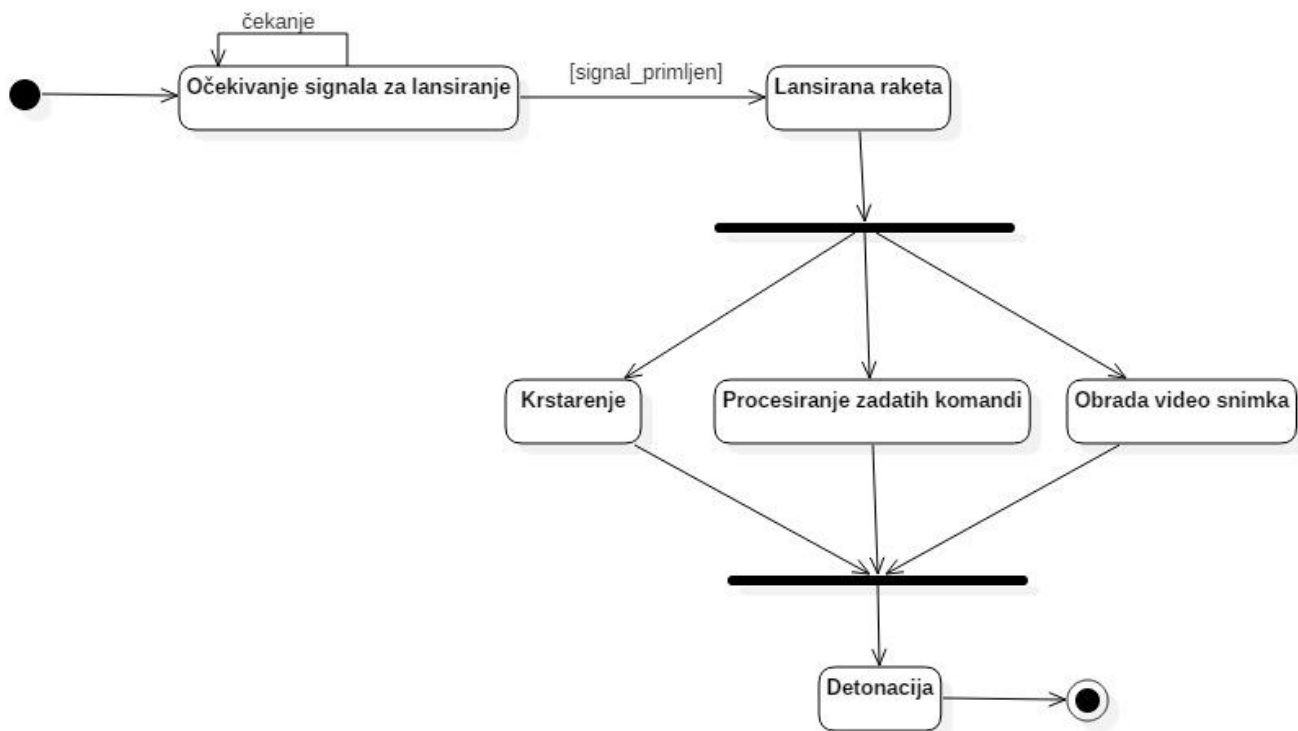 čekanje
Očekivanje signala za lansiranje
[signal_primljen]
Lansirana raketa
Krstarenje
Procesiranje zadatih komandi
Obrada video snimka
Detonacija